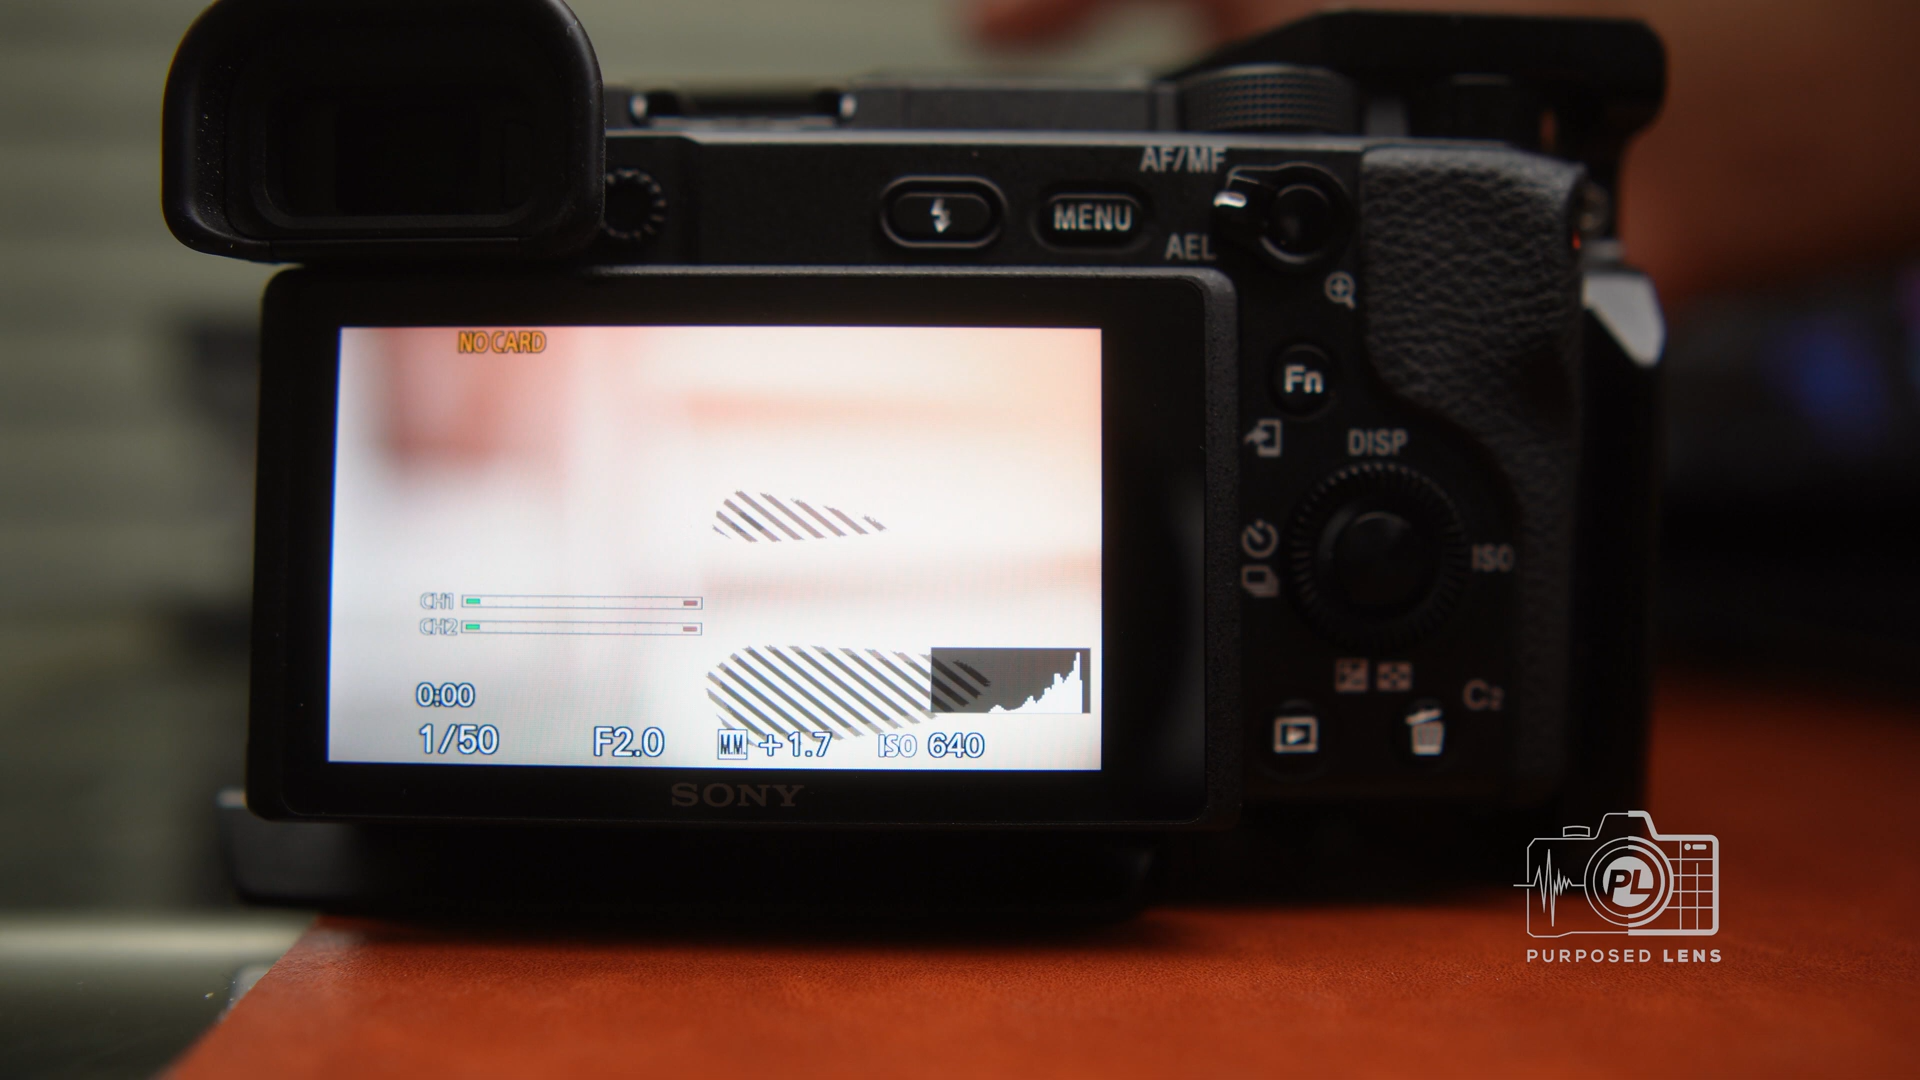 AF/MF
MENU
AEL
NO CARD
Fn
DISP
CH1
CH2
ISO
0:00
C2
1/50 F2.0 M.M. +1.7 ISO 640
SONY
PL
PURPOSED LENS